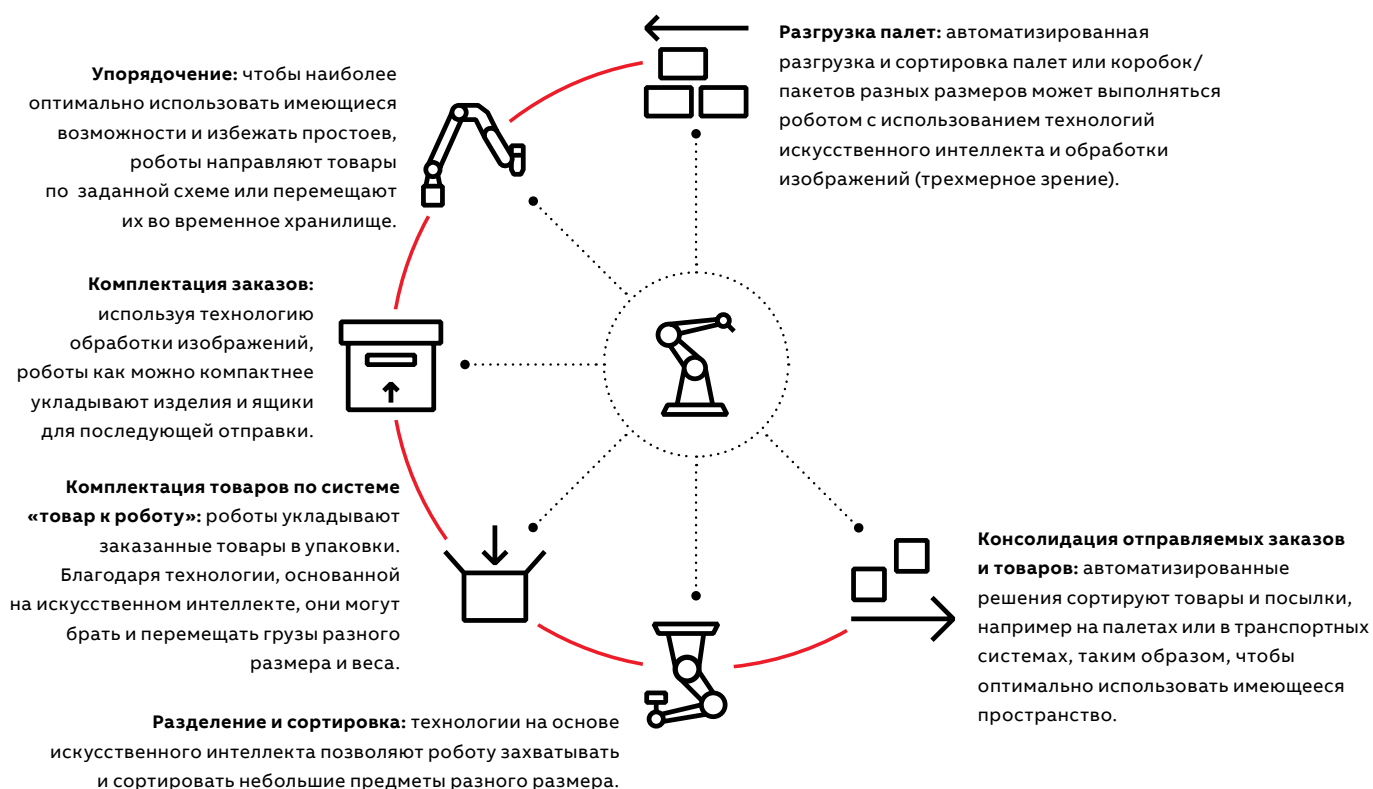 Разгрузка палет: автоматизированная
разгрузка и сортировка палет или коробок/
пакетов разных размеров может выполняться
роботом с использованием технологий
искусственного интеллекта и обработки
изображений (трехмерное зрение).
Упорядочение: чтобы наиболее
оптимально использовать имеющиеся
возможности и избежать простоев,
роботы направляют товары
по заданной схеме или перемещают
их во временное хранилище.
Комплектация заказов:
используя технологию
обработки изображений,
роботы как можно компактнее
укладывают изделия и ящики
для последующей отправки.
Комплектация товаров по системе
«товар к роботу»: роботы укладывают
заказанные товары в упаковки.
Благодаря технологии, основанной
на искусственном интеллекте, они могут
брать и перемещать грузы разного
размера и веса.
Разделение и сортировка: технологии на основе
искусственного интеллекта позволяют роботу захватывать
и сортировать небольшие предметы разного размера.
Консолидация отправляемых заказов
и товаров: автоматизированные
решения сортируют товары и посылки,
например на палетах или в транспортных
системах, таким образом, чтобы
оптимально использовать имеющееся
пространство.